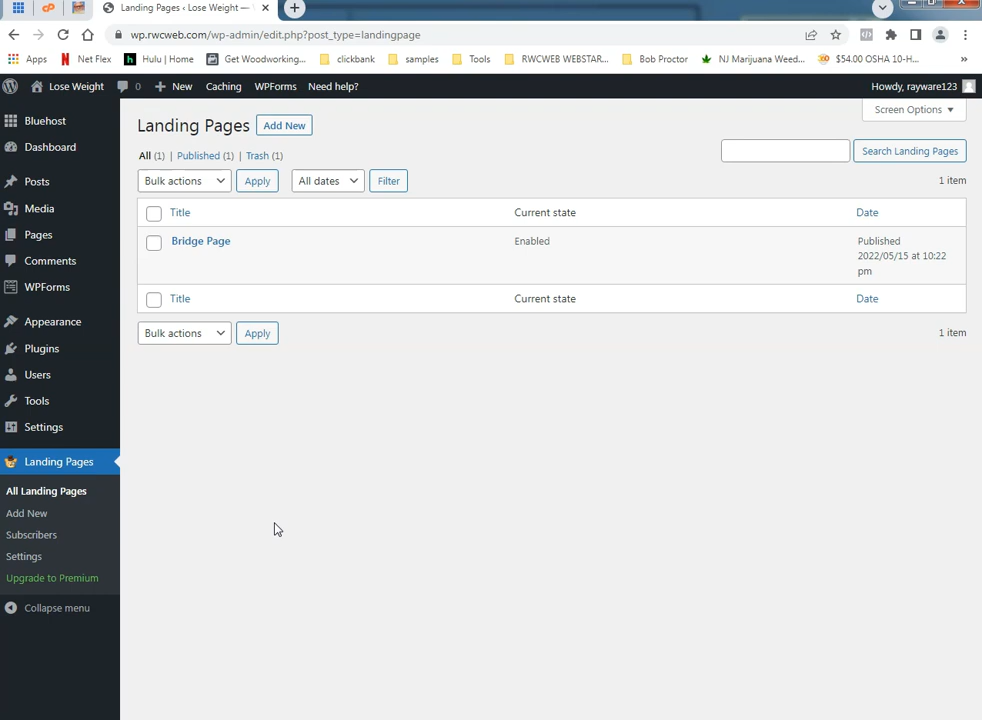 Landing Pages ‹ Lose Weight —
wp.rwcweb.com/wp-admin/edit.php?post_type=landingpage
Apps Net Flex Hulu | Home Get Woodworking... clickbank samples Tools RWCWEB WEBSTAR... Bob Proctor NJ Marijuana Weed... $54.00 OSHA 10-H... »
Lose Weight 0 New Caching WPForms Need help? Howdy, rayware123
Screen Options
Bluehost
Dashboard
Posts
Media
Pages
Comments
WPForms
Appearance
Plugins
Users
Tools
Settings
Landing Pages
All Landing Pages
Add New
Subscribers
Settings
Upgrade to Premium
Collapse menu
Landing Pages Add New
All (1) | Published (1) | Trash (1)
Search Landing Pages
Bulk actions Apply All dates Filter
1 item
Title Current state Date
Bridge Page Enabled Published
2022/05/15 at 10:22
pm
Title Current state Date
Bulk actions Apply
1 item